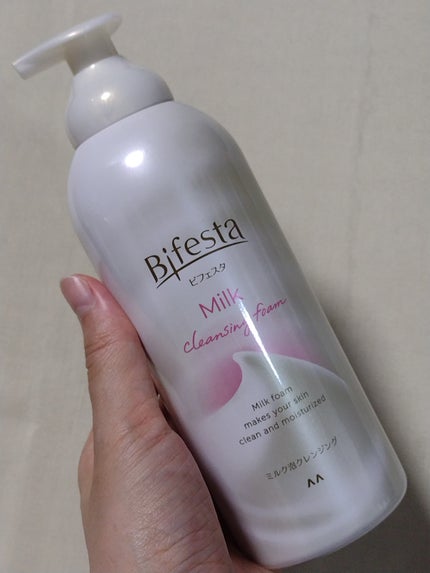 Bifesta
ビフェスタ
Milk
cleansing foam
Milk foam
makes your skin
clean and moisturized
ミルク泡クレンジング